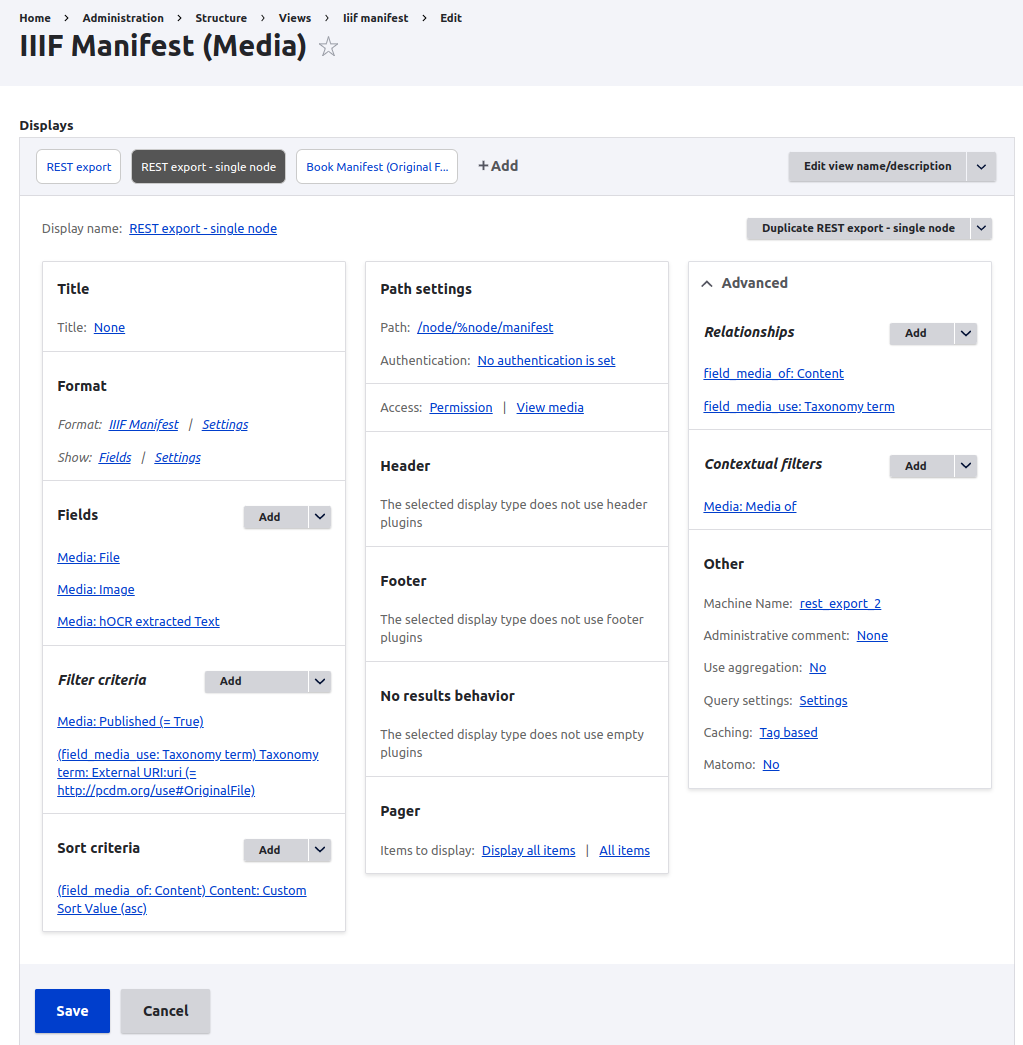 Home > Administration > Structure > Views > Iiif manifest > Edit
IIIF Manifest (Media)
Displays
REST export
REST export - single node
Book Manifest (Original F...
+ Add
Edit view name/description
Display name: REST export - single node
Duplicate REST export - single node
Title
Title: None
Format
Format: IIIF Manifest | Settings
Show: Fields | Settings
Fields
Add
Media: File
Media: Image
Media: hOCR extracted Text
Filter criteria
Add
Media: Published (= True)
(field_media_use: Taxonomy term) Taxonomy
term: External URI:uri (=
http://pcdm.org/use#OriginalFile)
Sort criteria
Add
(field_media_of: Content) Content: Custom
Sort Value (asc)
Path settings
Path: /node/%node/manifest
Authentication: No authentication is set
Access: Permission | View media
Header
The selected display type does not use header
plugins
Footer
The selected display type does not use footer
plugins
No results behavior
The selected display type does not use empty
plugins
Pager
Items to display: Display all items | All items
Advanced
Relationships
Add
field_media_of: Content
field_media_use: Taxonomy term
Contextual filters
Add
Media: Media of
Other
Machine Name: rest_export_2
Administrative comment: None
Use aggregation: No
Query settings: Settings
Caching: Tag based
Matomo: No
Save
Cancel